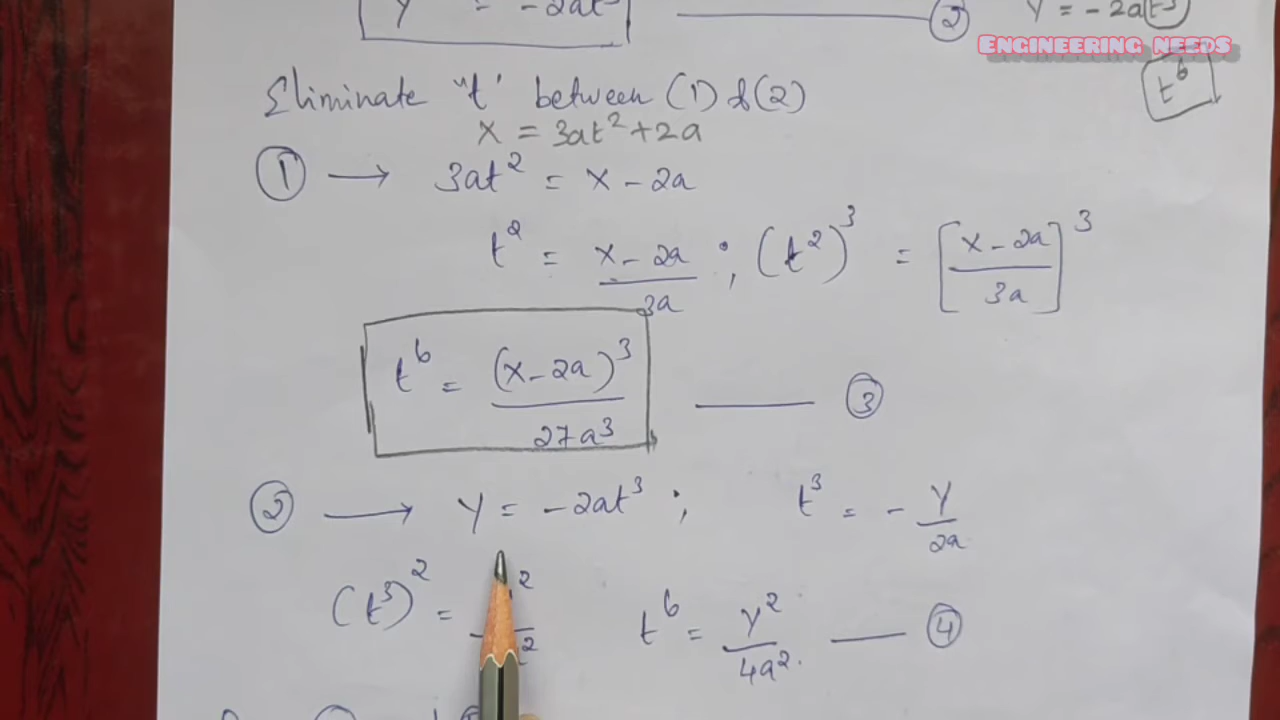 Y = -2at³ ——— ② Y = -2a(t³)
ENGINEERING NEEDS
t⁶
Eliminate "t" between (1) & (2)
X = 3at² + 2a
① → 3at² = X - 2a
t² = (X - 2a)/3a ; (t²)³ = [(X - 2a)/3a]³
t⁶ = (X - 2a)³/27a³ ——— ③
② → Y = -2at³ ; t³ = -Y/2a
(t³)² = t⁶ = Y²/4a². ——— ④